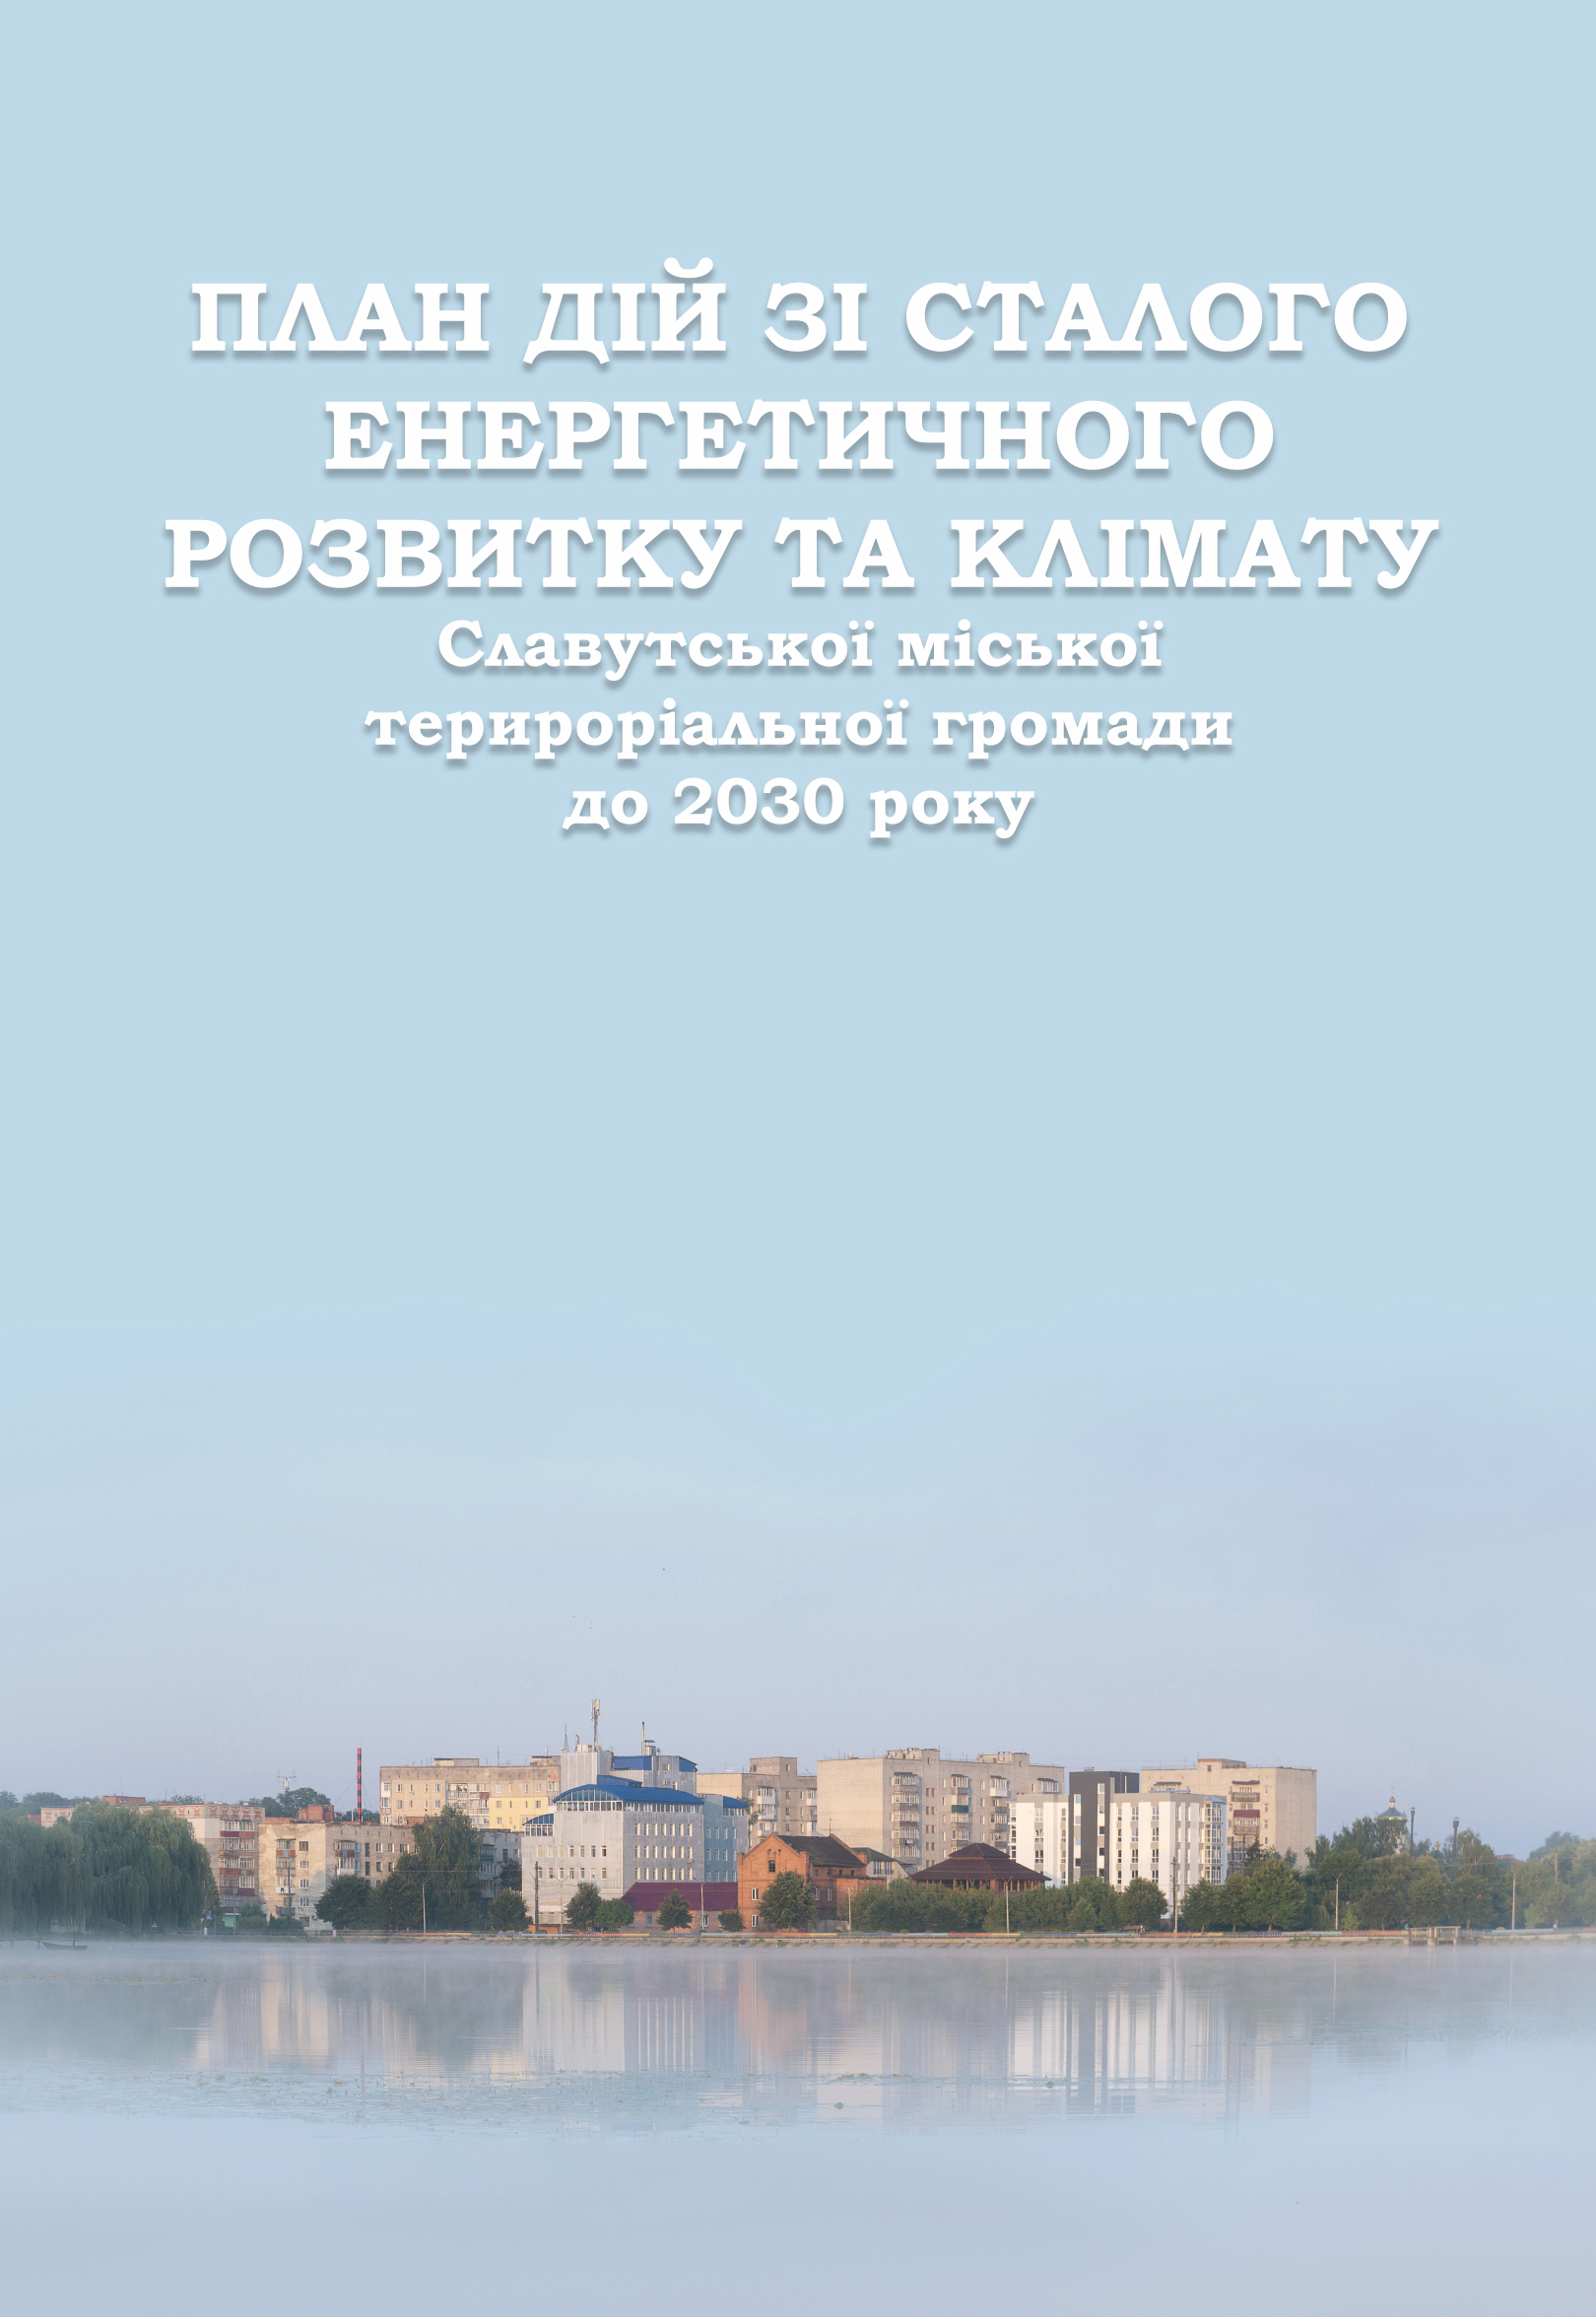 ПЛАН ДІЙ ЗІ СТАЛОГО
ЕНЕРГЕТИЧНОГО
РОЗВИТКУ ТА КЛІМАТУ
Славутської міської
терироріальної громади
до 2030 року